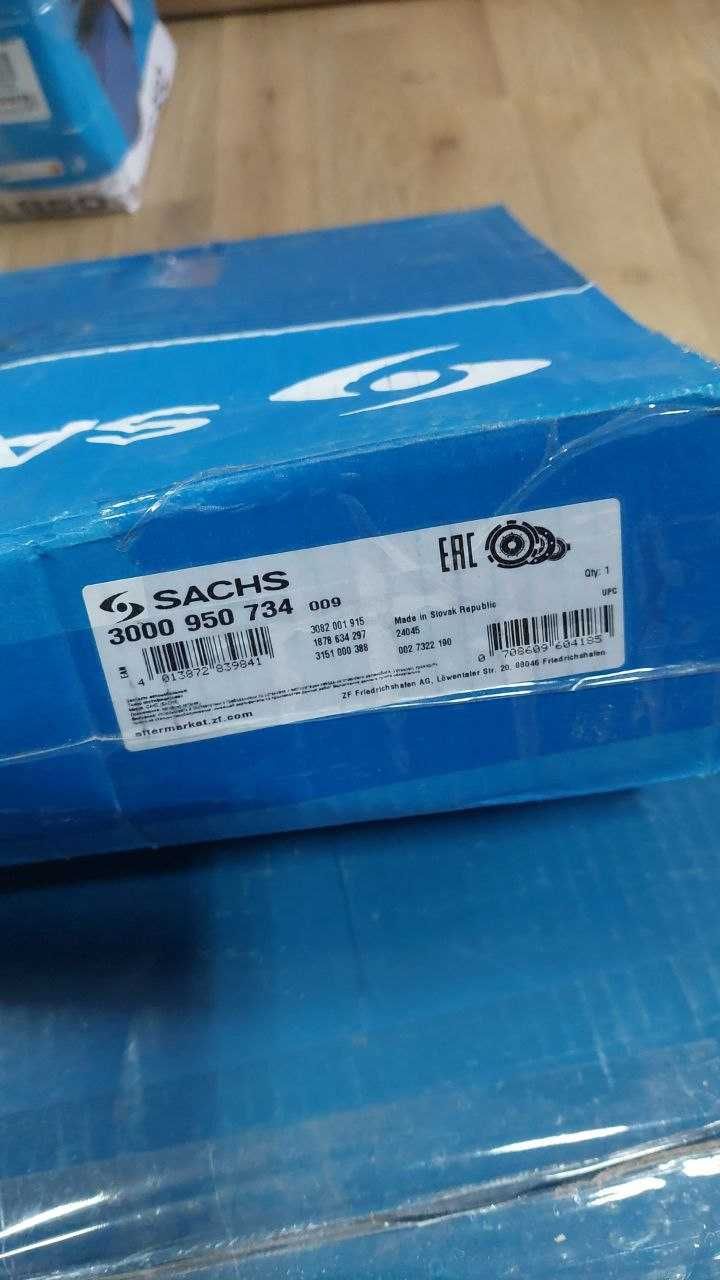 SA
SACHS
EAC
3000 950 734 009
Qty: 1
UPC
EAN
4 013872 839841
3082 001 915
1878 634 297
3151 000 388
Made in Slovak Republic
24045
002 7322 190
0 708609 604185
ZF Friedrichshafen AG, Löwentaler Str. 20, 88046 Friedrichshafen
aftermarket.zf.com